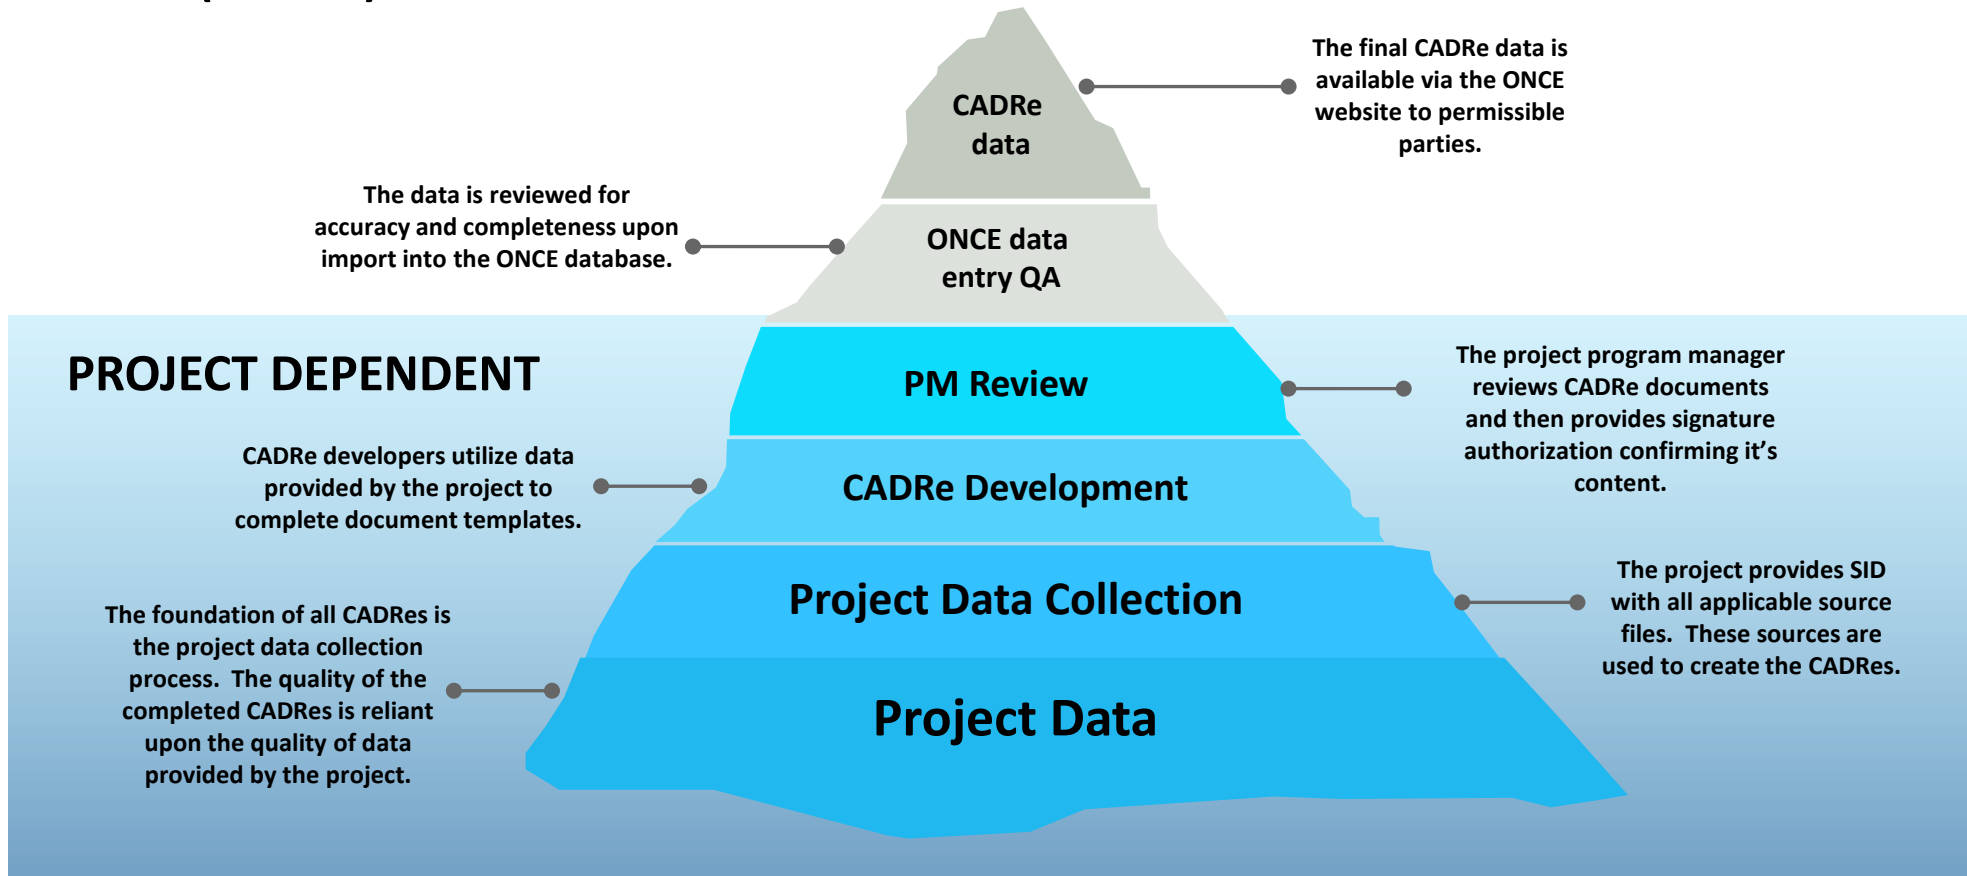 CADRe
data
The final CADRe data is
available via the ONCE
website to permissible
parties.
The data is reviewed for
accuracy and completeness upon
import into the ONCE database.
ONCE data
entry QA
PROJECT DEPENDENT
PM Review
The project program manager
reviews CADRe documents
and then provides signature
authorization confirming it’s
content.
CADRe developers utilize data
provided by the project to
complete document templates.
CADRe Development
Project Data Collection
The project provides SID
with all applicable source
files.  These sources are
used to create the CADRes.
The foundation of all CADRes is
the project data collection
process.  The quality of the
completed CADRes is reliant
upon the quality of data
provided by the project.
Project Data